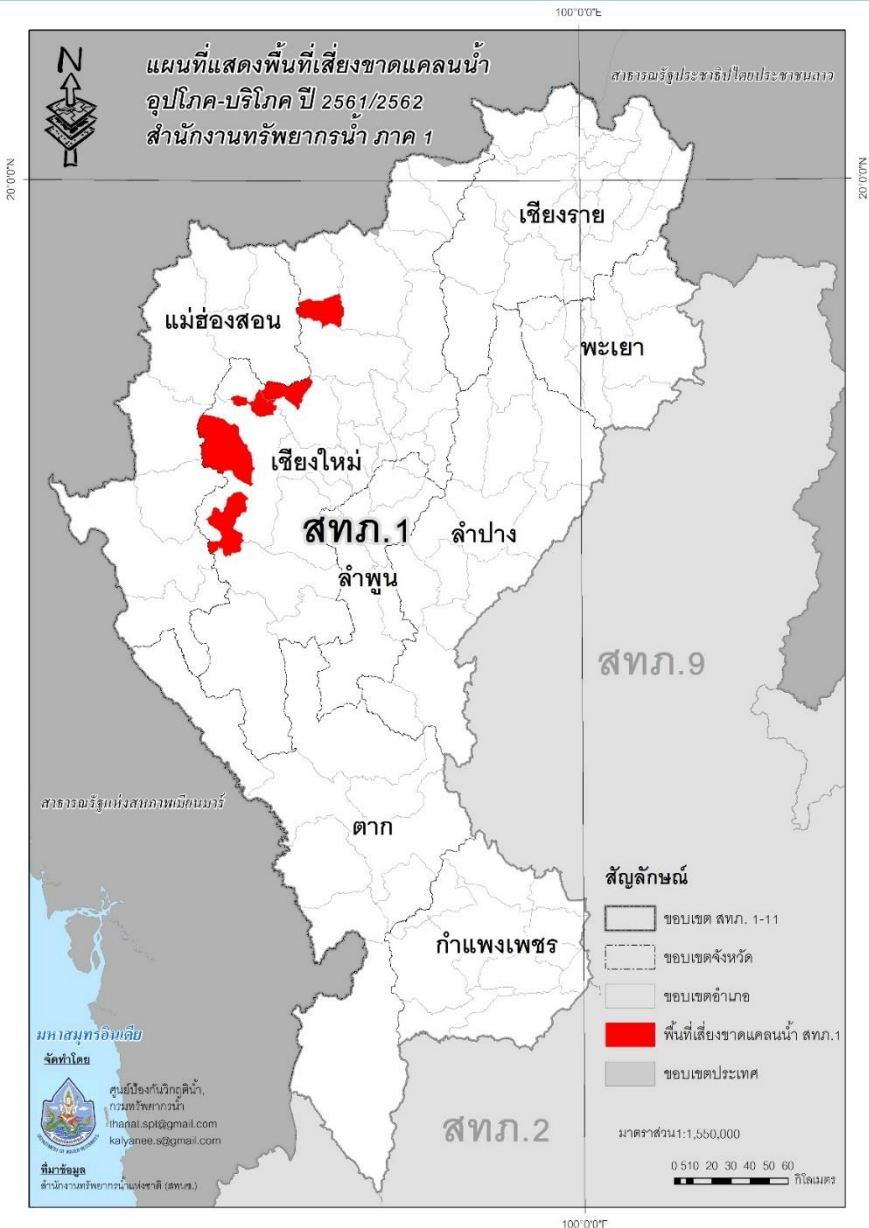 100°0'0"E
N
แผนที่แสดงพื้นที่เสี่ยงขาดแคลนน้ำ
อุปโภค-บริโภค ปี 2561/2562
สำนักงานทรัพยากรน้ำ ภาค 1
สาธารณรัฐประชาธิปไตยประชาชนลาว
20°0'0"N
20°0'0"N
เชียงราย
แม่ฮ่องสอน
พะเยา
เชียงใหม่
สทภ.1
ลำปาง
ลำพูน
สทภ.9
สาธารณรัฐแห่งสหภาพเมียนมาร์
ตาก
กำแพงเพชร
สทภ.2
มหาสมุทรอินเดีย
จัดทำโดย
ศูนย์ป้องกันวิกฤติน้ำ,
กรมทรัพยากรน้ำ
thanat.spt@gmail.com
kalyanee.s@gmail.com
ที่มาข้อมูล
สำนักงานทรัพยากรน้ำแห่งชาติ (สทนช.)
สัญลักษณ์
ขอบเขต สทภ. 1-11
ขอบเขตจังหวัด
ขอบเขตอำเภอ
พื้นที่เสี่ยงขาดแคลนน้ำ สทภ.1
ขอบเขตประเทศ
มาตราส่วน1:1,550,000
0 5 10 20 30 40 50 60
กิโลเมตร
100°0'0"E